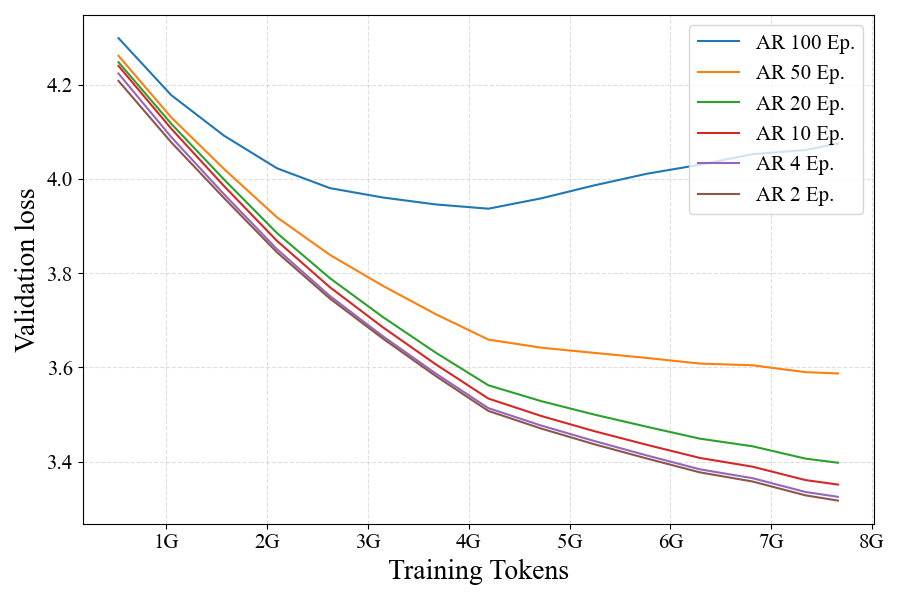 AR 100 Ep.
AR 50 Ep.
AR 20 Ep.
AR 10 Ep.
AR 4 Ep.
AR 2 Ep.
4.2
4.0
3.8
3.6
3.4
Validation loss
1G 2G 3G 4G 5G 6G 7G 8G
Training Tokens